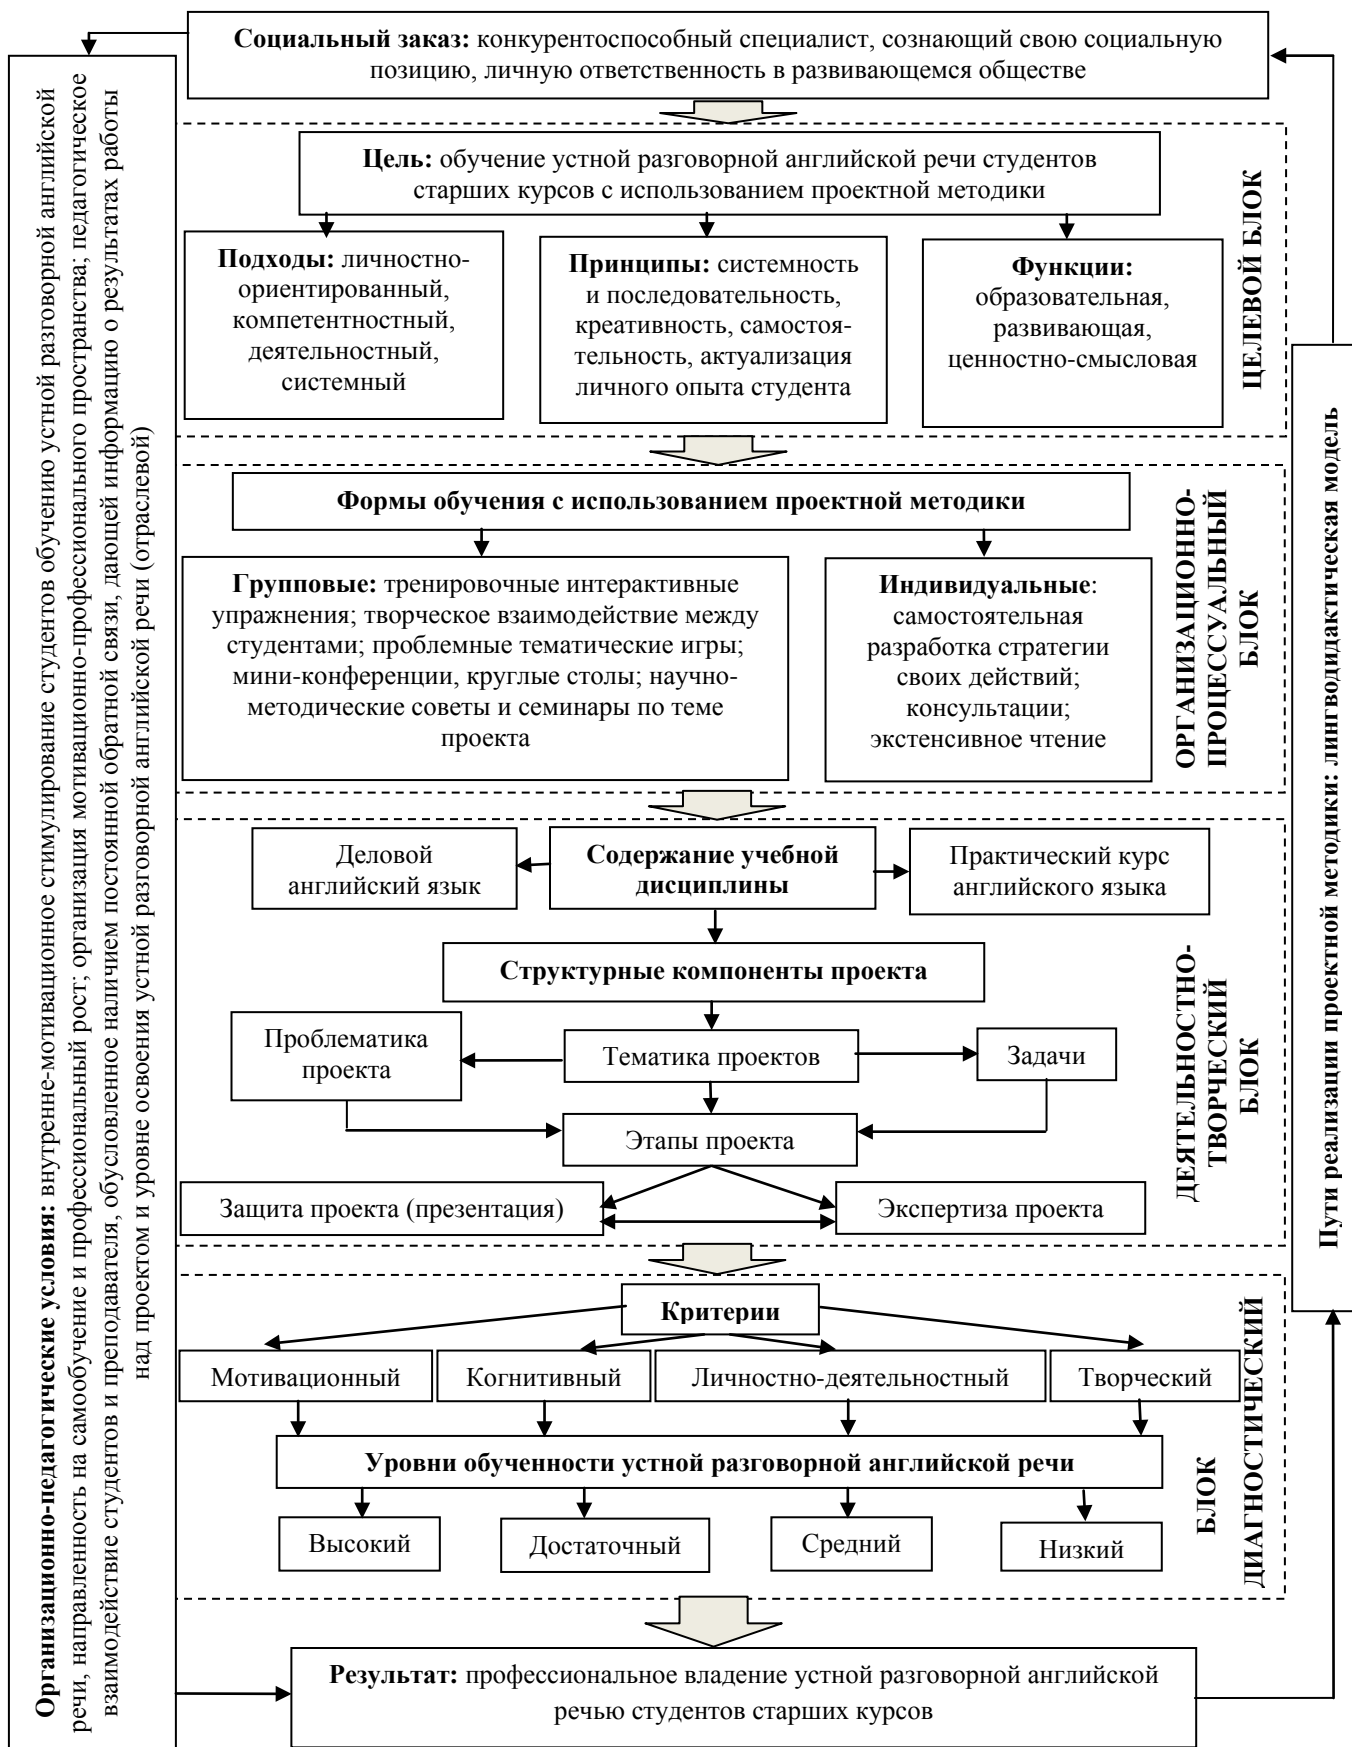 Социальный заказ: конкурентоспособный специалист, сознающий свою социальную
позицию, личную ответственность в развивающемся обществе
Организационно-педагогические условия: внутренне-мотивационное стимулирование студентов обучению устной разговорной английской
речи, направленность на самообучение и профессиональный рост; организация мотивационно-профессионального пространства; педагогическое
взаимодействие студентов и преподавателя, обусловленное наличием постоянной обратной связи, дающей информацию о результатах работы
над проектом и уровне освоения устной разговорной английской речи (отраслевой)
Цель: обучение устной разговорной английской речи студентов
старших курсов с использованием проектной методики
Подходы: личностно-
ориентированный,
компетентностный,
деятельностный,
системный
Принципы: системность
и последовательность,
креативность, самостоя-
тельность, актуализация
личного опыта студента
Функции:
образовательная,
развивающая,
ценностно-смысловая
ЦЕЛЕВОЙ БЛОК
Формы обучения с использованием проектной методики
Групповые: тренировочные интерактивные
упражнения; творческое взаимодействие между
студентами; проблемные тематические игры;
мини-конференции, круглые столы; научно-
методические советы и семинары по теме
проекта
Индивидуальные:
самостоятельная
разработка стратегии
своих действий;
консультации;
экстенсивное чтение
ОРГАНИЗАЦИОННО-
ПРОЦЕССУАЛЬНЫЙ
БЛОК
Деловой
английский язык
Содержание учебной
дисциплины
Практический курс
английского языка
Структурные компоненты проекта
Проблематика
проекта
Тематика проектов
Задачи
Этапы проекта
Защита проекта (презентация)
Экспертиза проекта
ДЕЯТЕЛЬНОСТНО-
ТВОРЧЕСКИЙ
БЛОК
Критерии
Мотивационный
Когнитивный
Личностно-деятельностный
Творческий
Уровни обученности устной разговорной английской речи
Высокий
Достаточный
Средний
Низкий
БЛОК
ДИАГНОСТИЧЕСКИЙ
Результат: профессиональное владение устной разговорной английской
речью студентов старших курсов
Пути реализации проектной методики: лингводидактическая модель